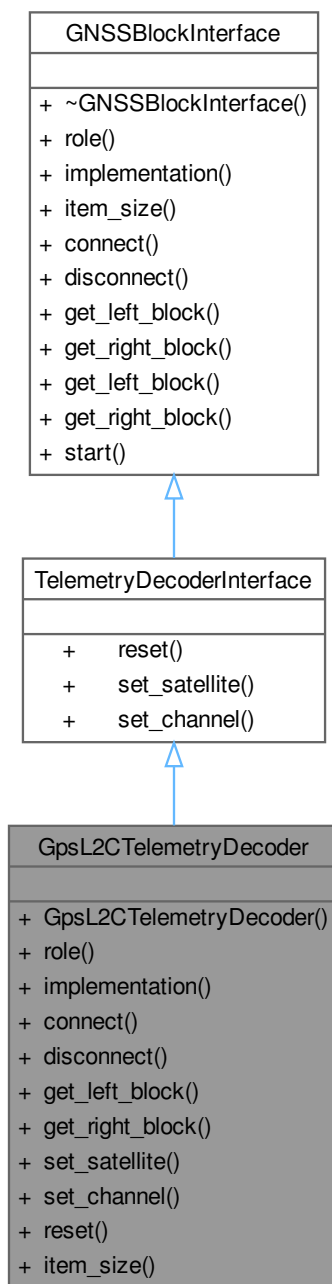 GNSSBlockInterface
+ ~GNSSBlockInterface()
+ role()
+ implementation()
+ item_size()
+ connect()
+ disconnect()
+ get_left_block()
+ get_right_block()
+ get_left_block()
+ get_right_block()
+ start()
TelemetryDecoderInterface
+ reset()
+ set_satellite()
+ set_channel()
GpsL2CTelemetryDecoder
+ GpsL2CTelemetryDecoder()
+ role()
+ implementation()
+ connect()
+ disconnect()
+ get_left_block()
+ get_right_block()
+ set_satellite()
+ set_channel()
+ reset()
+ item_size()